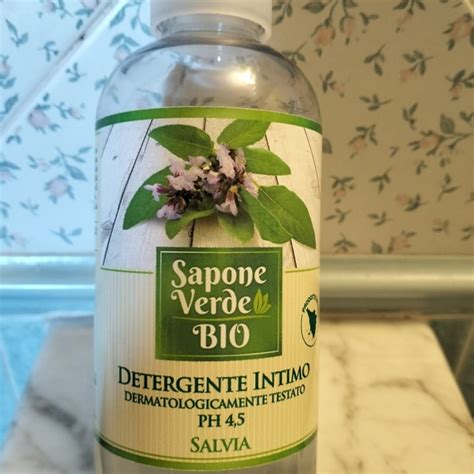 Sapone
Verde
BIO
DETERGENTE INTIMO
DERMATOLOGICAMENTE TESTATO
PH 4,5
SALVIA